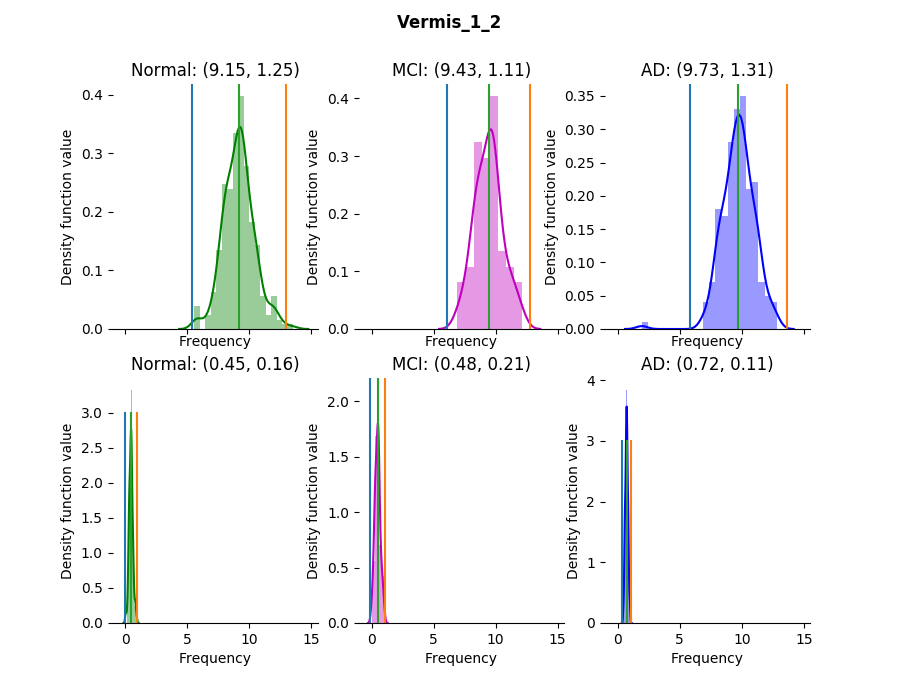 Vermis_1_2
Normal: (9.15, 1.25)
MCI: (9.43, 1.11)
AD: (9.73, 1.31)
Density function value
0.4
0.3
0.2
0.1
0.0
Frequency
Density function value
0.4
0.3
0.2
0.1
0.0
Frequency
Density function value
0.35
0.30
0.25
0.20
0.15
0.10
0.05
0.00
Frequency
Normal: (0.45, 0.16)
MCI: (0.48, 0.21)
AD: (0.72, 0.11)
Density function value
3.0
2.5
2.0
1.5
1.0
0.5
0.0
0 5 10 15
Frequency
Density function value
2.0
1.5
1.0
0.5
0.0
0 5 10 15
Frequency
Density function value
4
3
2
1
0
0 5 10 15
Frequency